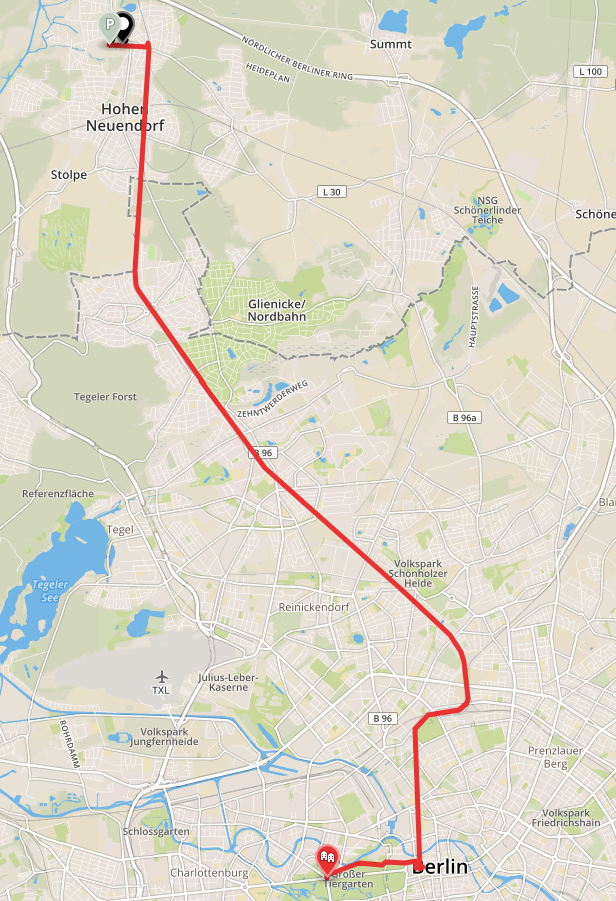 P
Summt
NÖRDLICHER BERLINER RING
HEIDEPLAN
L 100
Hohen
Neuendorf
Stolpe
L 30
NSG
Schönerlinder
Teiche
Schöne
Glienicke/
Nordbahn
HAUPTSTRASSE
Tegeler Forst
ZEHNTWERDERWEG
B 96a
B 96
Referenzfläche
Bla
Tegel
Volkspark
Schönholzer
Heide
Tegeler
See
Reinickendorf
TXL
Julius-Leber-
Kaserne
B 96
ROHRDAMM
Volkspark
Jungfernheide
Prenzlauer
Berg
Volkspark
Friedrichshain
Schlossgarten
Charlottenburg
Großer
Tiergarten
Berlin